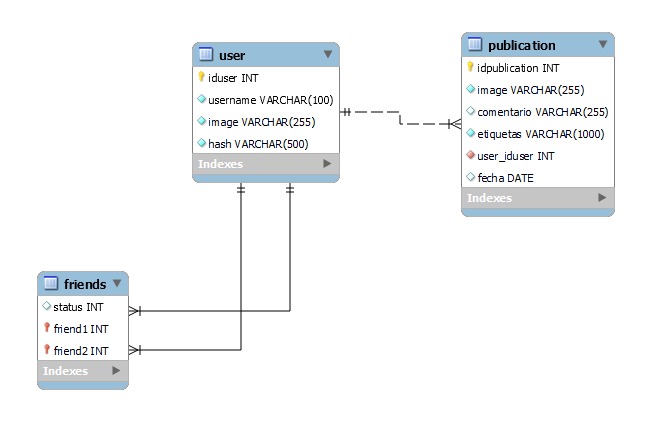 user
iduser INT
username VARCHAR(100)
image VARCHAR(255)
hash VARCHAR(500)
Indexes
publication
idpublication INT
image VARCHAR(255)
comentario VARCHAR(255)
etiquetas VARCHAR(1000)
user_iduser INT
fecha DATE
Indexes
friends
status INT
friend1 INT
friend2 INT
Indexes